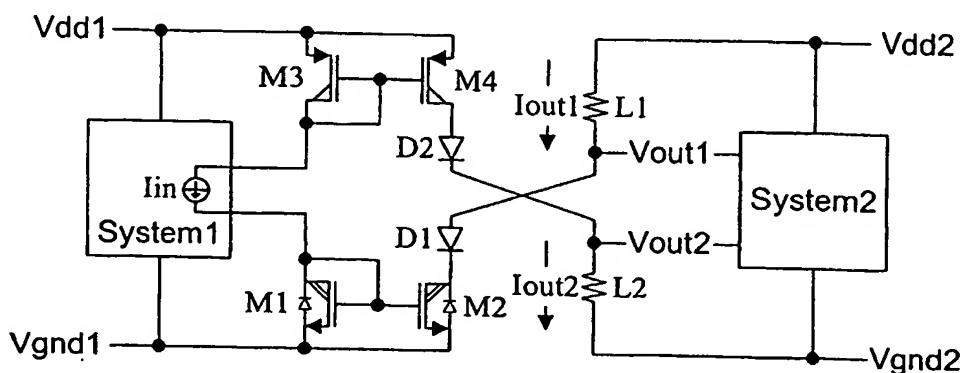 Vdd1
Vdd2
M3
M4
Iout1
L1
D2
Vout1
Iin
System1
System2
D1
Vout2
Iout2
L2
M1
M2
Vgnd1
Vgnd2